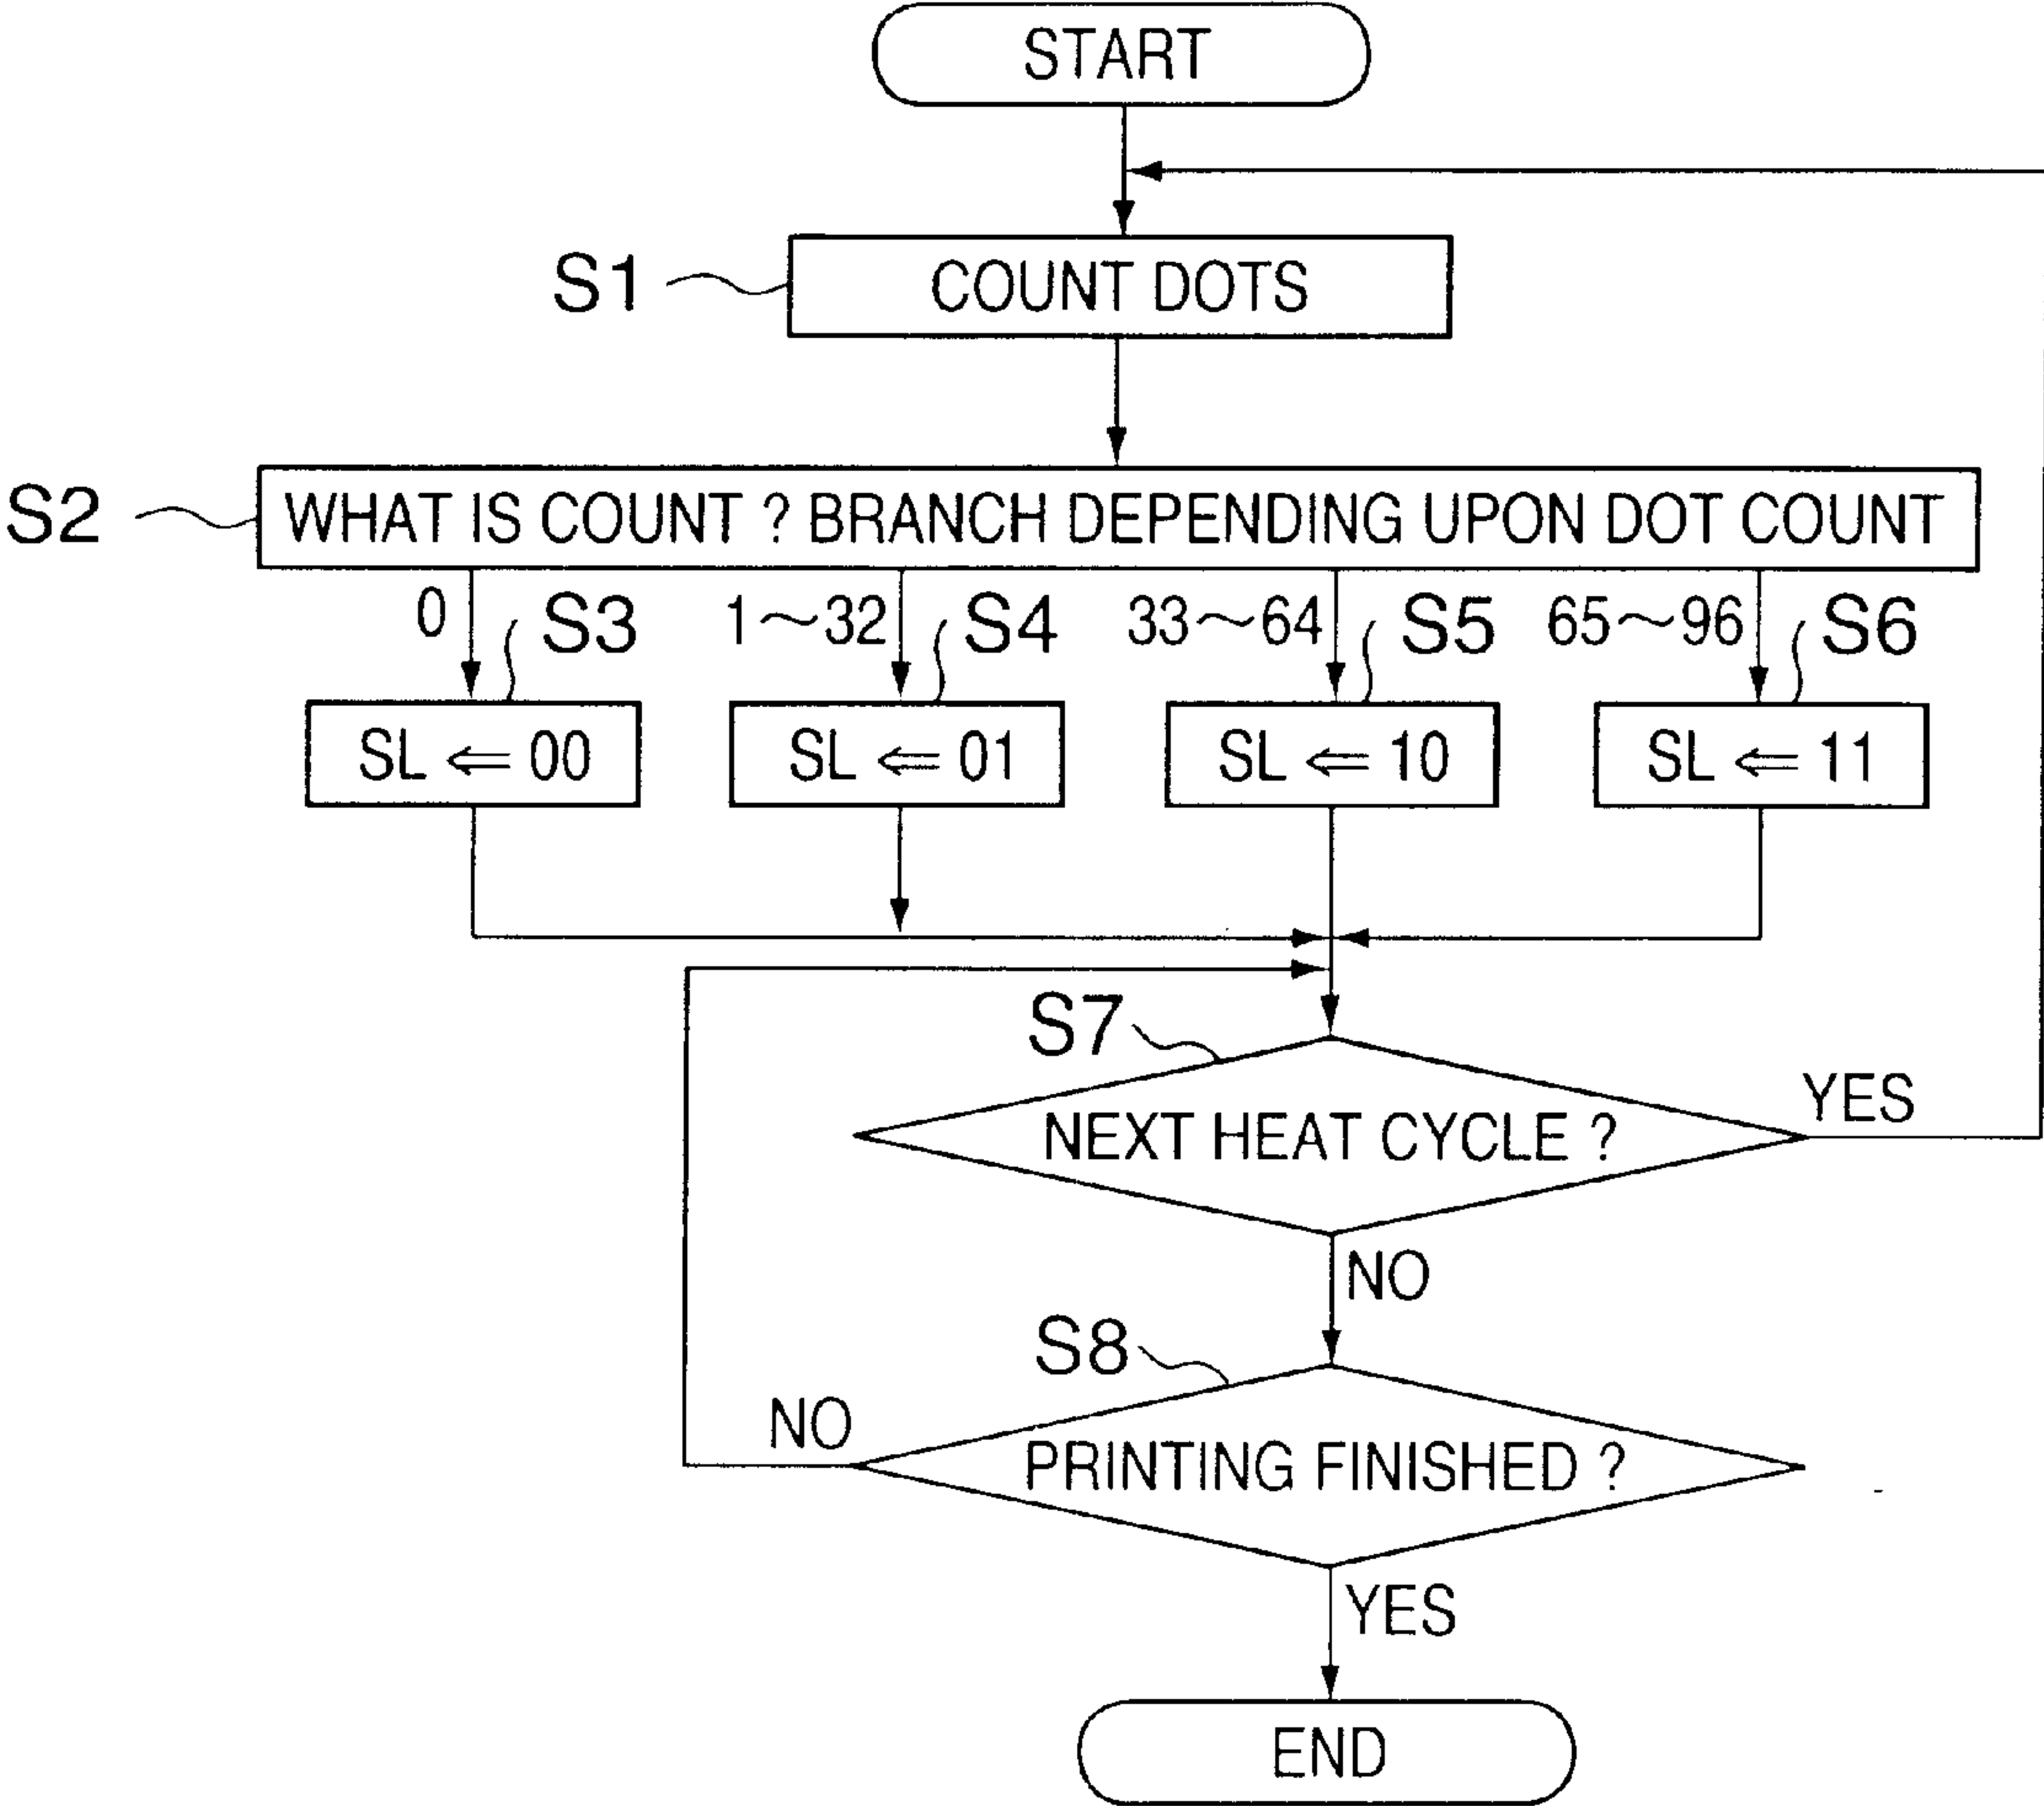 START
S1
COUNT DOTS
S2
WHAT IS COUNT ? BRANCH DEPENDING UPON DOT COUNT
0
S3
1~32
S4
33~64
S5
65~96
S6
SL ⇐ 00
SL ⇐ 01
SL ⇐ 10
SL ⇐ 11
S7
NEXT HEAT CYCLE ?
YES
NO
S8
NO
PRINTING FINISHED ?
YES
END